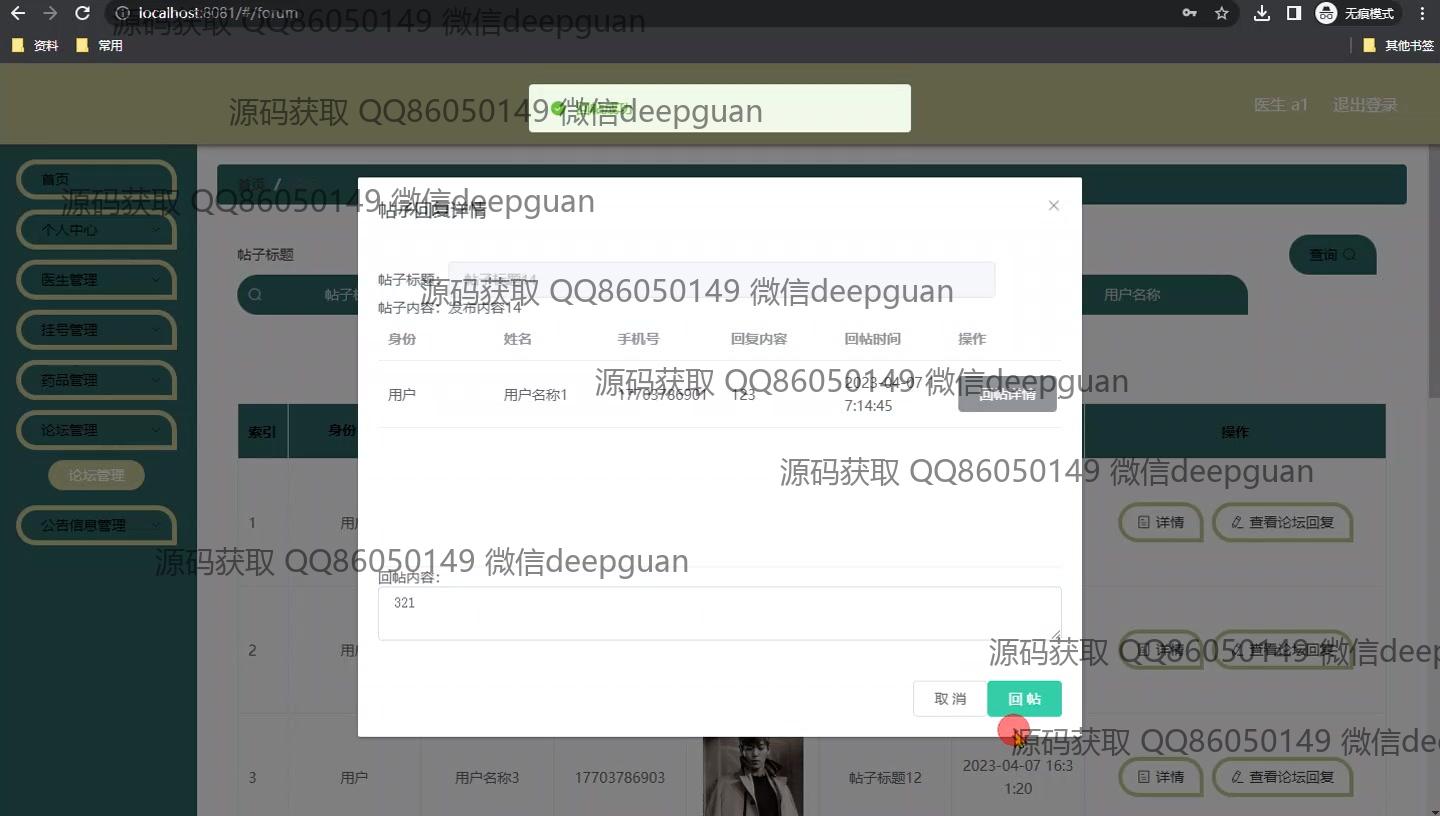 localhost:8081/#/forum
无痕模式
资料
常用
其他书签
源码获取 QQ86050149 微信deepguan
源码获取 QQ86050149 微信deepguan
医生 a1
退出登录
首页
首页 /
源码获取 QQ86050149 微信deepguan
帖子回复详情
个人中心
帖子标题
查询
医生管理
帖子标题:
帖子标题14
源码获取 QQ86050149 微信deepguan
帖子标
用户名称
帖子内容: 发布内容14
挂号管理
身份
姓名
手机号
回复内容
回帖时间
操作
药品管理
用户
用户名称1
17703786901
123
2023-04-07
7:14:45
回帖详情
源码获取 QQ86050149 微信deepguan
论坛管理
索引
身份
操作
论坛管理
源码获取 QQ86050149 微信deepguan
公告信息管理
1
用户
详情
查看论坛回复
源码获取 QQ86050149 微信deepguan
回帖内容:
321
2
用户
详情
查看论坛回复
源码获取 QQ86050149 微信deep
取 消
回 帖
源码获取 QQ86050149 微信de
3
用户
用户名称3
17703786903
帖子标题12
2023-04-07 16:3
1:20
详情
查看论坛回复